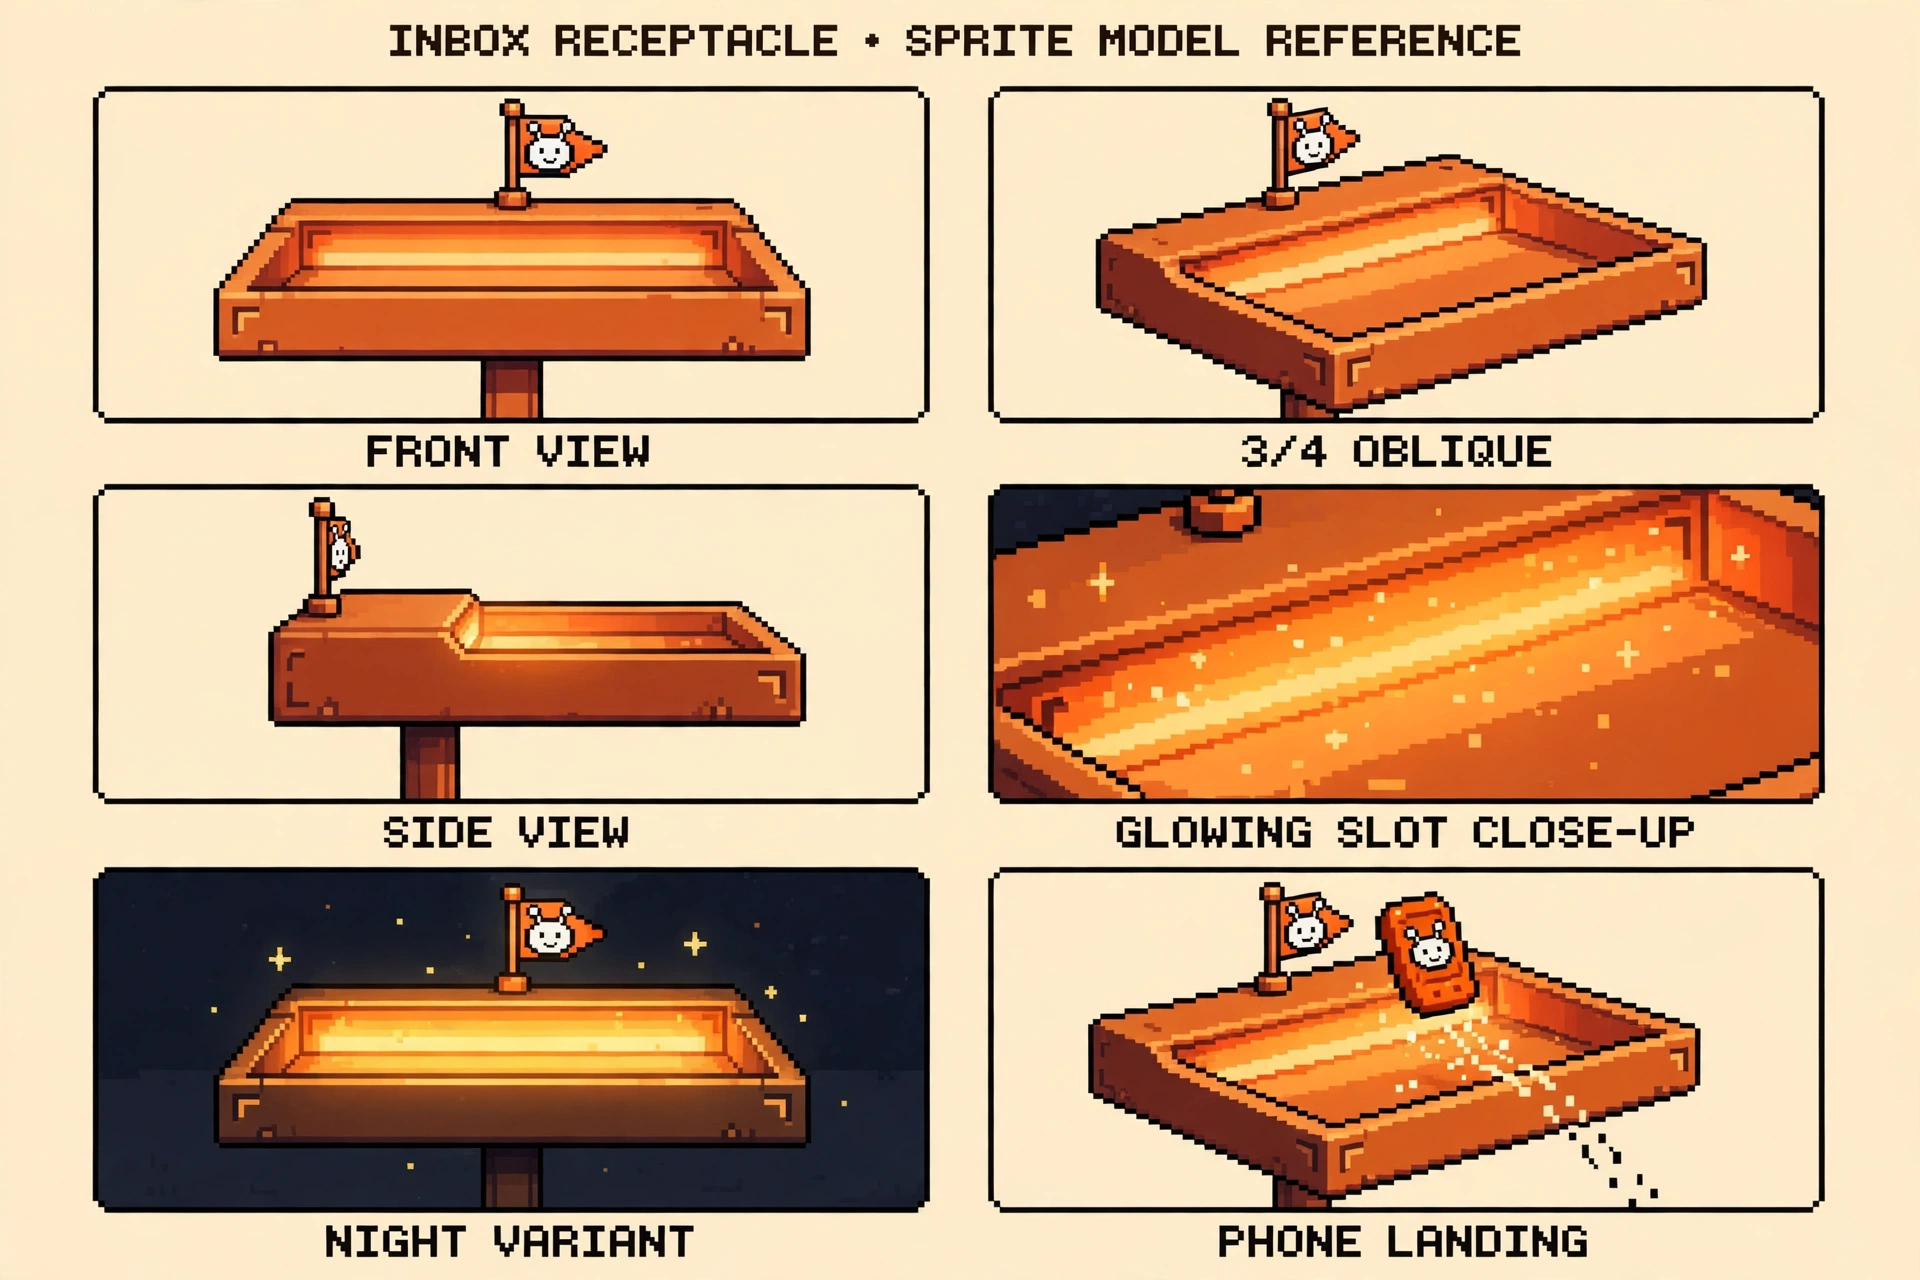 INBOX RECEPTACLE • SPRITE MODEL REFERENCE
FRONT VIEW
3/4 OBLIQUE
SIDE VIEW
GLOWING SLOT CLOSE-UP
NIGHT VARIANT
PHONE LANDING